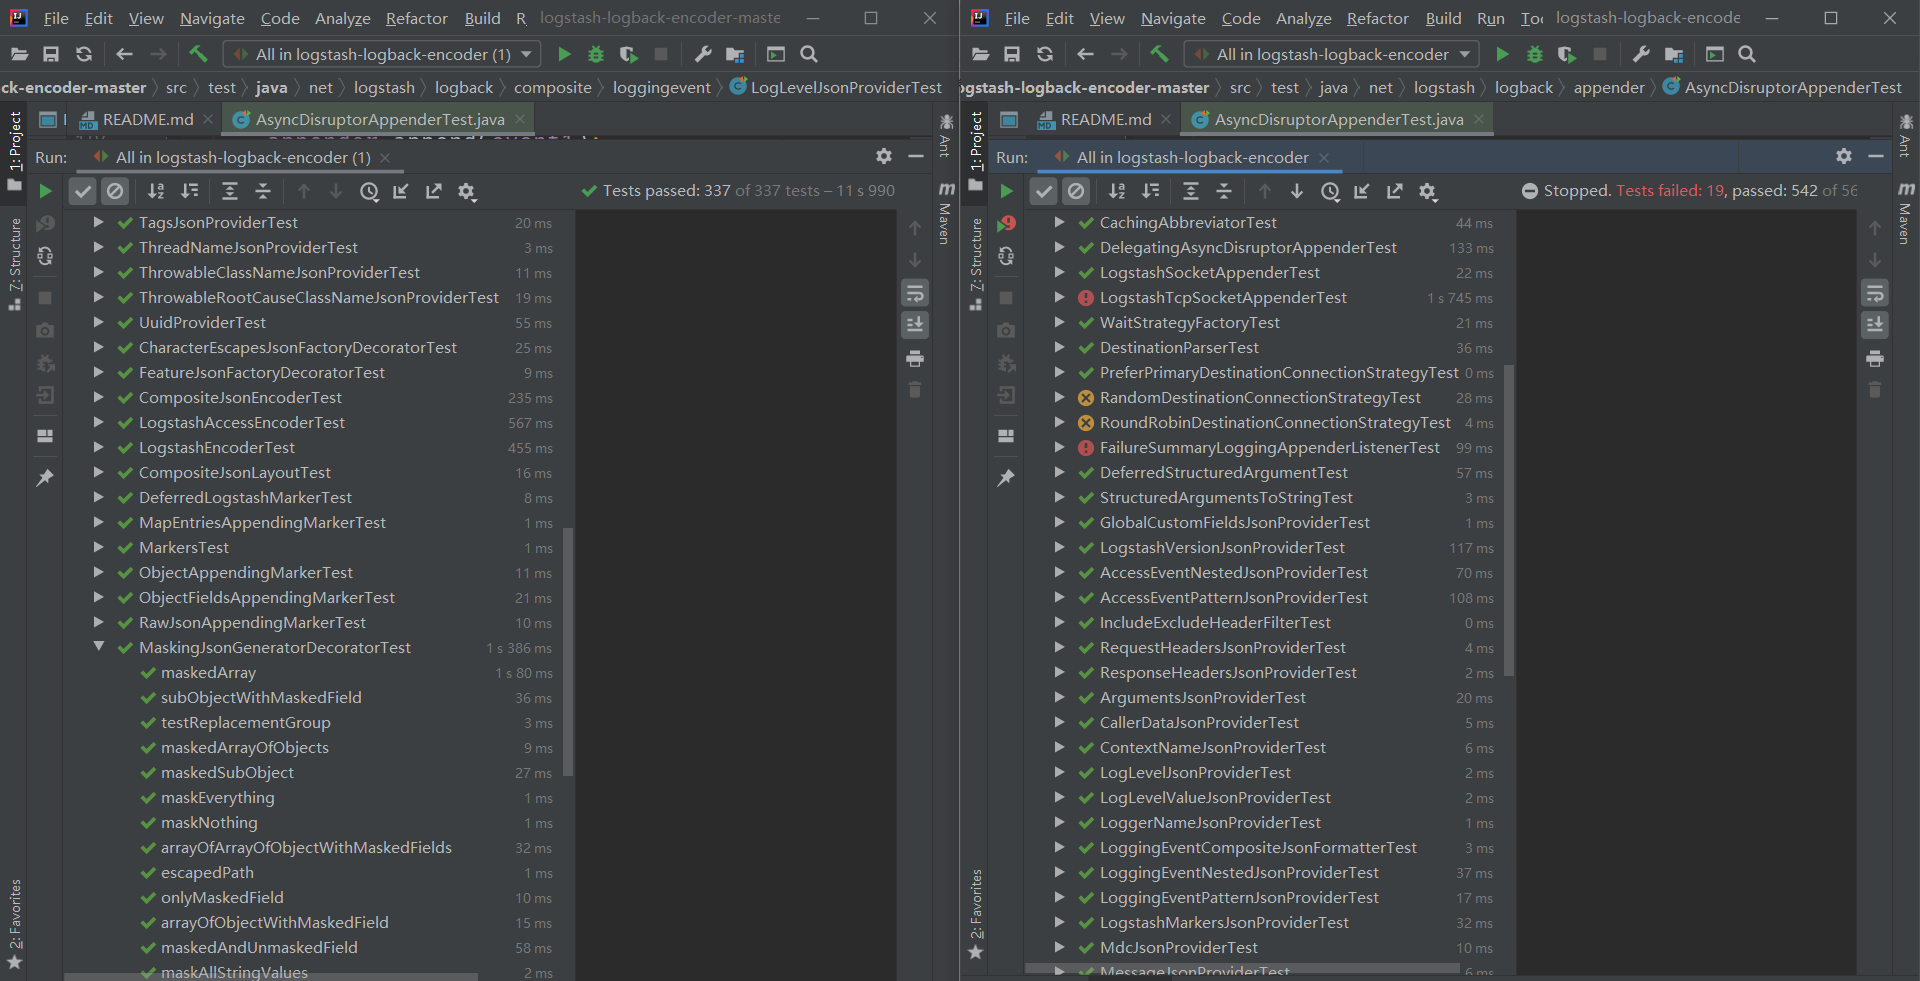 File Edit View Navigate Code Analyze Refactor Build R logstash-logback-encoder-maste
All in logstash-logback-encoder (1)
ck-encoder-master src test java net logstash logback composite loggingevent LogLevelJsonProviderTest
README.md AsyncDisruptorAppenderTest.java
Run: All in logstash-logback-encoder (1)
Tests passed: 337 of 337 tests – 11 s 990
TagsJsonProviderTest 20 ms
ThreadNameJsonProviderTest 3 ms
ThrowableClassNameJsonProviderTest 11 ms
ThrowableRootCauseClassNameJsonProviderTest 19 ms
UuidProviderTest 55 ms
CharacterEscapesJsonFactoryDecoratorTest 25 ms
FeatureJsonFactoryDecoratorTest 9 ms
CompositeJsonEncoderTest 235 ms
LogstashAccessEncoderTest 567 ms
LogstashEncoderTest 455 ms
CompositeJsonLayoutTest 16 ms
DeferredLogstashMarkerTest 8 ms
MapEntriesAppendingMarkerTest 1 ms
MarkersTest 1 ms
ObjectAppendingMarkerTest 11 ms
ObjectFieldsAppendingMarkerTest 21 ms
RawJsonAppendingMarkerTest 10 ms
MaskingJsonGeneratorDecoratorTest 1 s 386 ms
maskedArray 1 s 80 ms
subObjectWithMaskedField 36 ms
testReplacementGroup 3 ms
maskedArrayOfObjects 9 ms
maskedSubObject 27 ms
maskEverything 1 ms
maskNothing 1 ms
arrayOfArrayOfObjectWithMaskedFields 32 ms
escapedPath 1 ms
onlyMaskedField 10 ms
arrayOfObjectWithMaskedField 15 ms
maskedAndUnmaskedField 58 ms
maskAllStringValues 2 ms
1: Project
7: Structure
2: Favorites
Ant
Maven
File Edit View Navigate Code Analyze Refactor Build Run Toc logstash-logback-encode
All in logstash-logback-encoder
ogstash-logback-encoder-master src test java net logstash logback appender AsyncDisruptorAppenderTest
README.md AsyncDisruptorAppenderTest.java
Run: All in logstash-logback-encoder
Stopped. Tests failed: 19, passed: 542 of 56
CachingAbbreviatorTest 44 ms
DelegatingAsyncDisruptorAppenderTest 133 ms
LogstashSocketAppenderTest 22 ms
LogstashTcpSocketAppenderTest 1 s 745 ms
WaitStrategyFactoryTest 21 ms
DestinationParserTest 36 ms
PreferPrimaryDestinationConnectionStrategyTest 0 ms
RandomDestinationConnectionStrategyTest 28 ms
RoundRobinDestinationConnectionStrategyTest 4 ms
FailureSummaryLoggingAppenderListenerTest 99 ms
DeferredStructuredArgumentTest 57 ms
StructuredArgumentsToStringTest 3 ms
GlobalCustomFieldsJsonProviderTest 1 ms
LogstashVersionJsonProviderTest 117 ms
AccessEventNestedJsonProviderTest 70 ms
AccessEventPatternJsonProviderTest 108 ms
IncludeExcludeHeaderFilterTest 0 ms
RequestHeadersJsonProviderTest 4 ms
ResponseHeadersJsonProviderTest 2 ms
ArgumentsJsonProviderTest 20 ms
CallerDataJsonProviderTest 5 ms
ContextNameJsonProviderTest 6 ms
LogLevelJsonProviderTest 2 ms
LogLevelValueJsonProviderTest 2 ms
LoggerNameJsonProviderTest 1 ms
LoggingEventCompositeJsonFormatterTest 3 ms
LoggingEventNestedJsonProviderTest 37 ms
LoggingEventPatternJsonProviderTest 17 ms
LogstashMarkersJsonProviderTest 32 ms
MdcJsonProviderTest 10 ms
MessageJsonProviderTest 6 ms
1: Project
7: Structure
2: Favorites
Ant
Maven